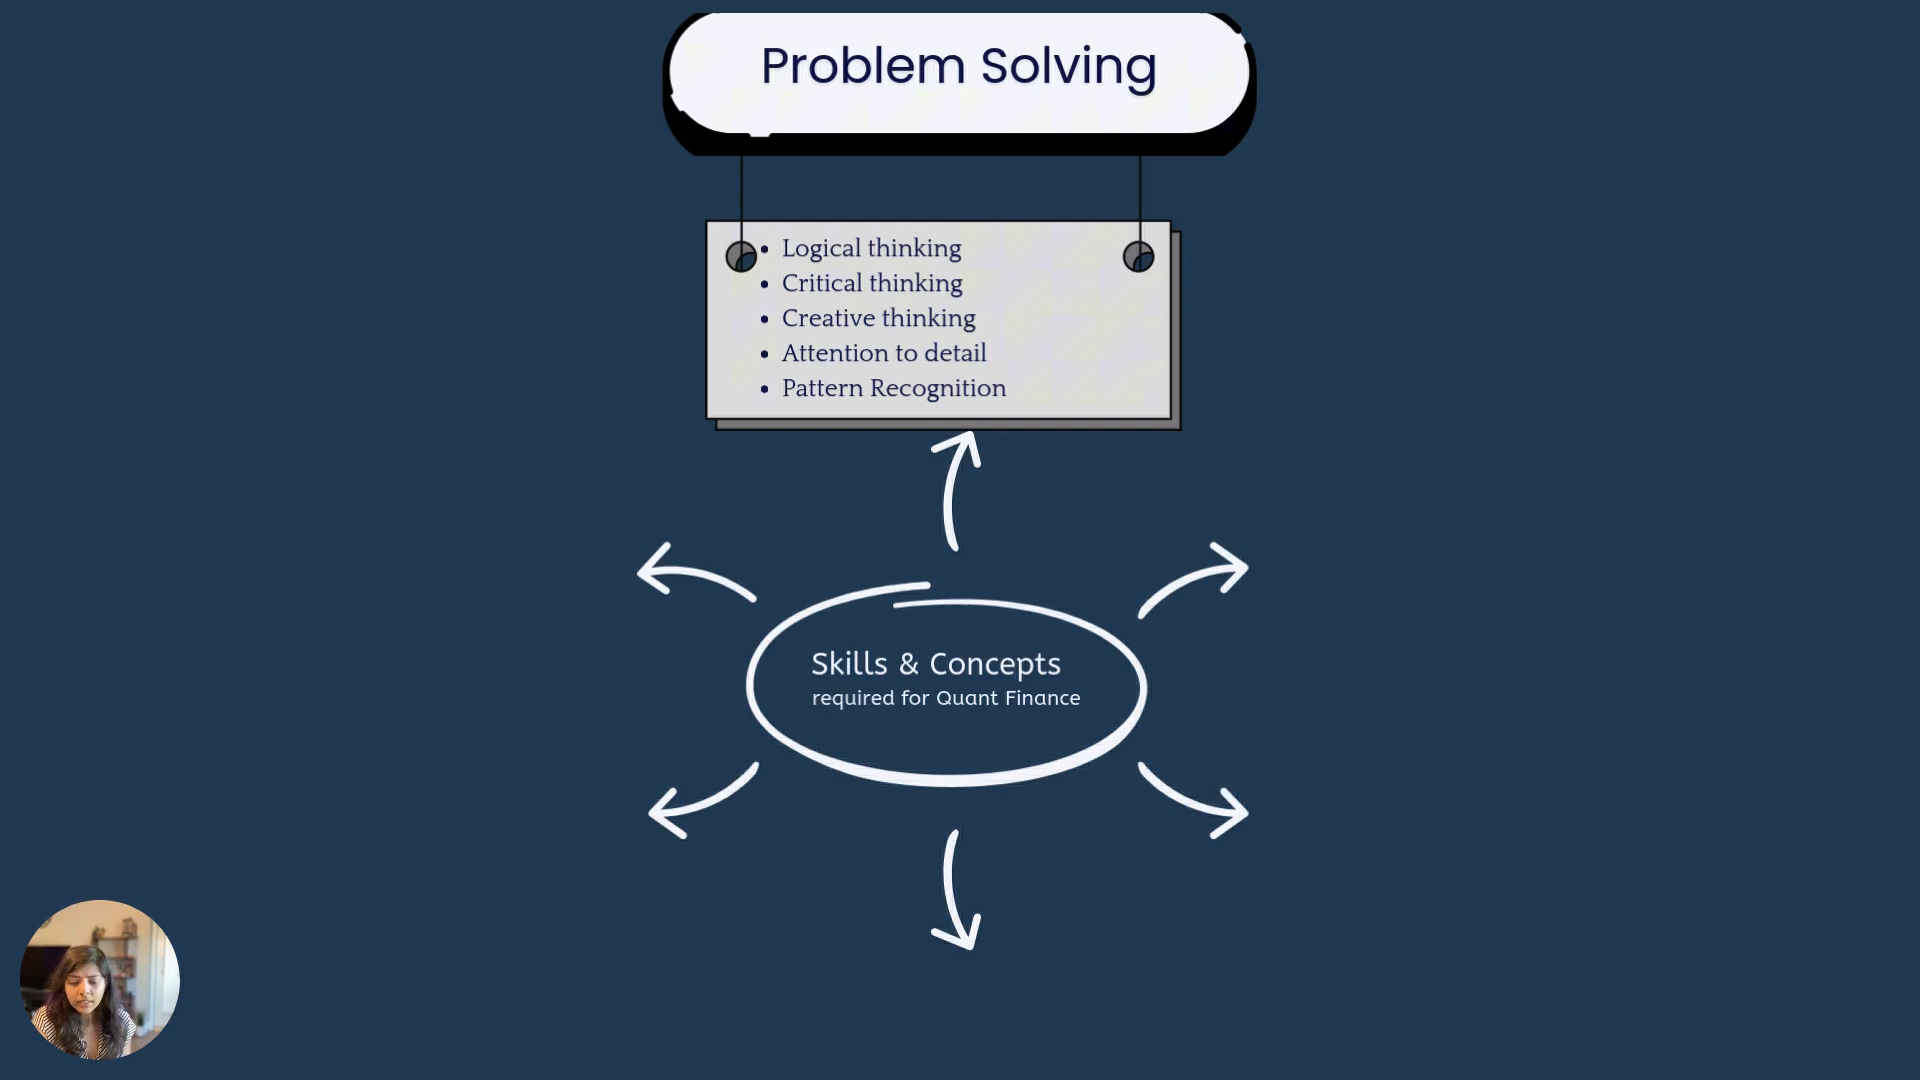 Problem Solving
• Logical thinking
• Critical thinking
• Creative thinking
• Attention to detail
• Pattern Recognition
Skills & Concepts
required for Quant Finance